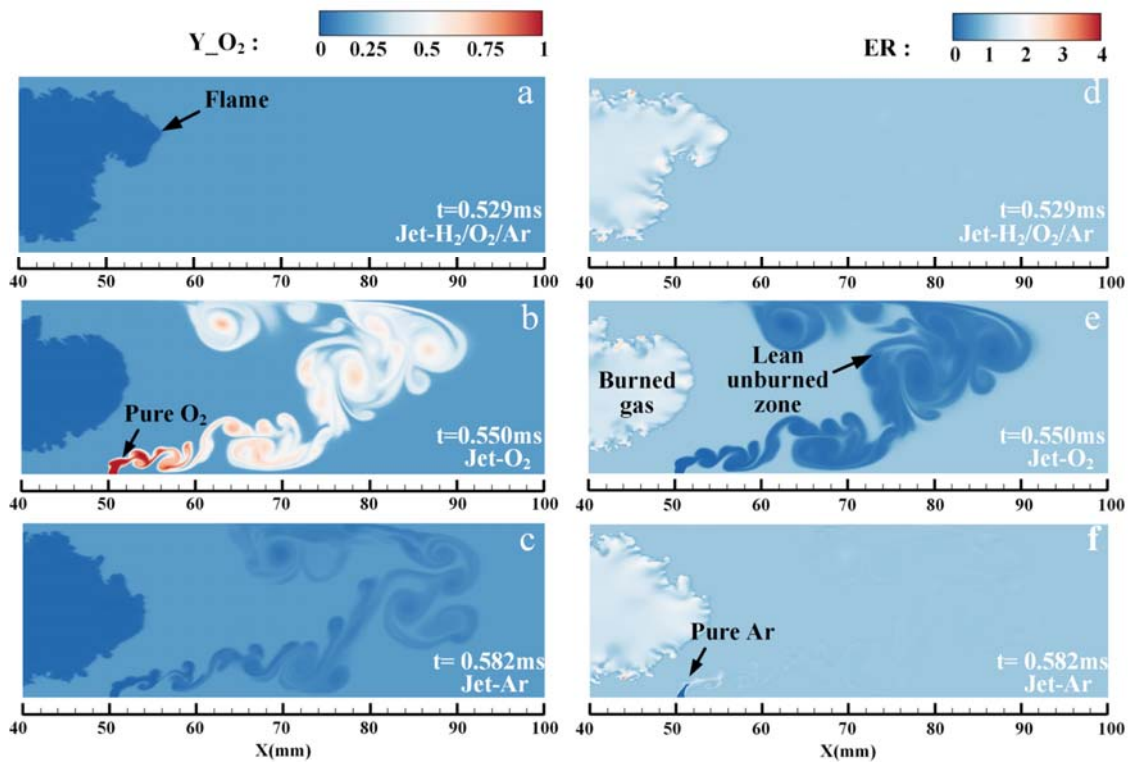 Y_O₂ :
0 0.25 0.5 0.75 1
ER :
0 1 2 3 4
a
Flame
t=0.529ms
Jet-H₂/O₂/Ar
40 50 60 70 80 90 100
d
t=0.529ms
Jet-H₂/O₂/Ar
40 50 60 70 80 90 100
b
Pure O₂
t=0.550ms
Jet-O₂
40 50 60 70 80 90 100
e
Burned
gas
Lean
unburned
zone
t=0.550ms
Jet-O₂
40 50 60 70 80 90 100
c
t= 0.582ms
Jet-Ar
40 50 60 70 80 90 100
X(mm)
f
Pure Ar
t= 0.582ms
Jet-Ar
40 50 60 70 80 90 100
X(mm)